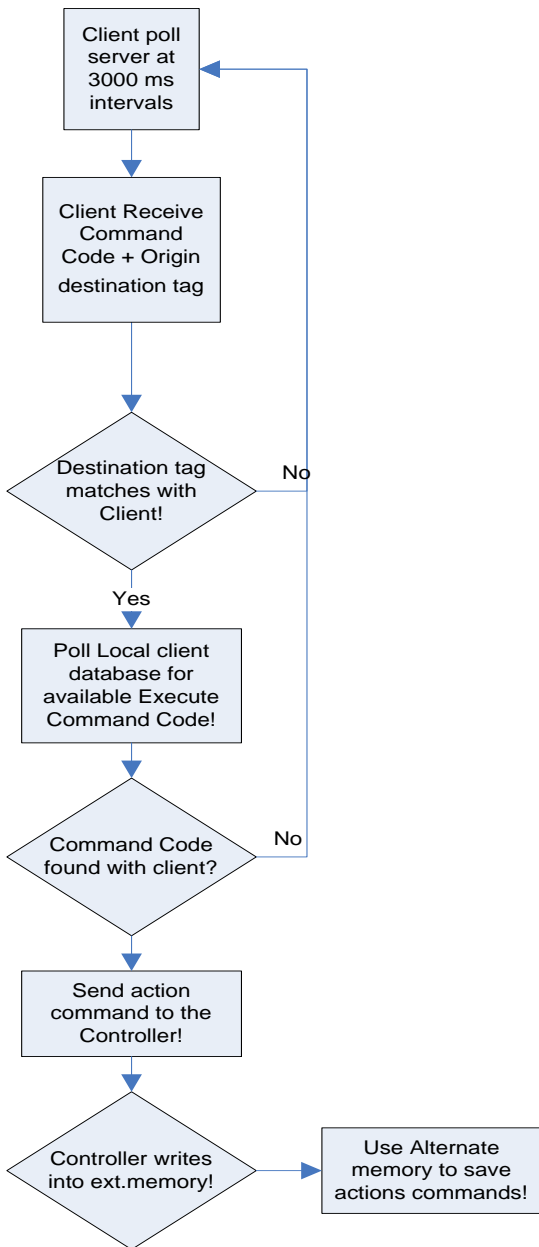 Client poll
server at
3000 ms
intervals
Client Receive
Command
Code + Origin
destination tag
Destination tag
matches with
Client!
No
Yes
Poll Local client
database for
available Execute
Command Code!
Command Code
found with client?
No
Send action
command to the
Controller!
Controller writes
into ext.memory!
Use Alternate
memory to save
actions commands!